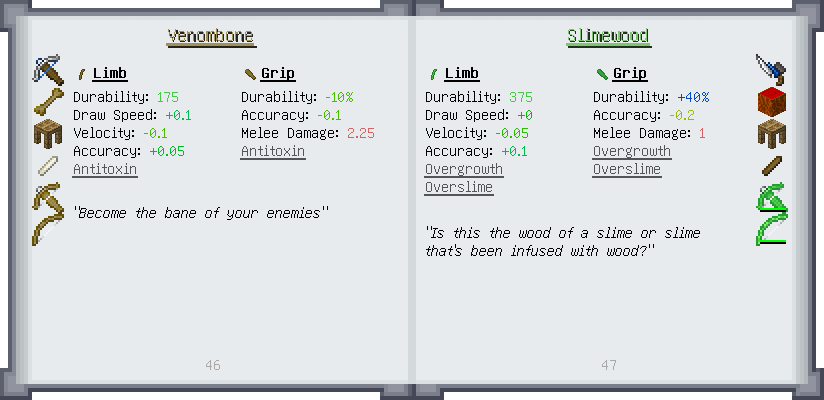 Venombone
Limb
Durability: 175
Draw Speed: +0.1
Velocity: -0.1
Accuracy: +0.05
Antitoxin
Grip
Durability: -10%
Accuracy: -0.1
Melee Damage: 2.25
Antitoxin
"Become the bane of your enemies"
46
Slimewood
Limb
Durability: 375
Draw Speed: +0
Velocity: -0.05
Accuracy: +0.1
Overgrowth
Overslime
Grip
Durability: +40%
Accuracy: -0.2
Melee Damage: 1
Overgrowth
Overslime
"Is this the wood of a slime or slime
that's been infused with wood?"
47